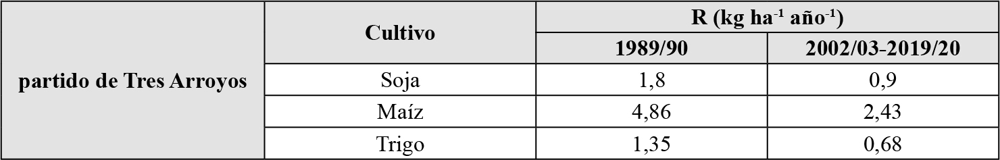 partido de Tres Arroyos
Cultivo
R (kg ha⁻¹ año⁻¹)
1989/90 2002/03-2019/20
Soja 1,8 0,9
Maíz 4,86 2,43
Trigo 1,35 0,68